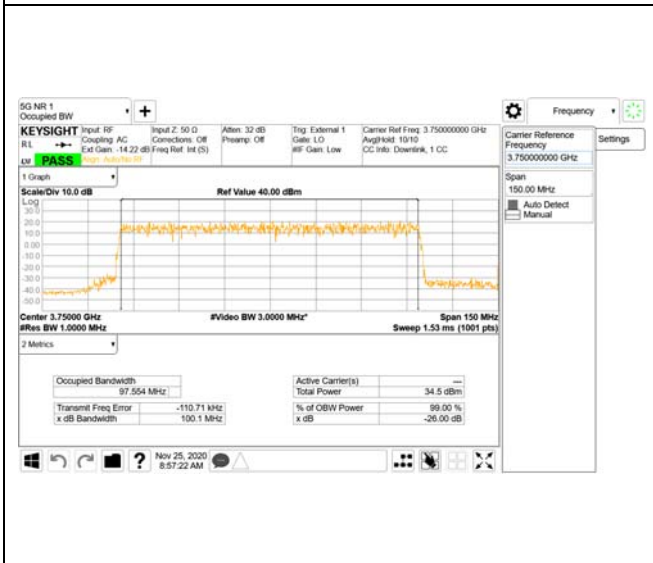 5G NR 1
Occupied BW
Frequency
KEYSIGHT
Input: RF
Input Z: 50 Ω
Atten: 32 dB
Trig: External 1
Carrier Ref Freq: 3.750000000 GHz
RL
Coupling: AC
Corrections: Off
Preamp: Off
Gate: LO
Avg|Hold: 10/10
Ext Gain: -14.22 dB
Freq Ref: Int (S)
#IF Gain: Low
CC Info: Downlink, 1 CC
LXI
PASS
Align: Auto/No RF
Carrier Reference
Frequency
3.750000000 GHz
Settings
Span
150.00 MHz
Auto Detect
Manual
1 Graph
Scale/Div 10.0 dB
Ref Value 40.00 dBm
Log
30.0
20.0
10.0
0.00
-10.0
-20.0
-30.0
-40.0
-50.0
Center 3.75000 GHz
#Video BW 3.0000 MHz*
Span 150 MHz
#Res BW 1.0000 MHz
Sweep 1.53 ms (1001 pts)
2 Metrics
Occupied Bandwidth
97.554 MHz
Transmit Freq Error -110.71 kHz
x dB Bandwidth 100.1 MHz
Active Carrier(s) ---
Total Power 34.5 dBm
% of OBW Power 99.00 %
x dB -26.00 dB
?
Nov 25, 2020
8:57:22 AM